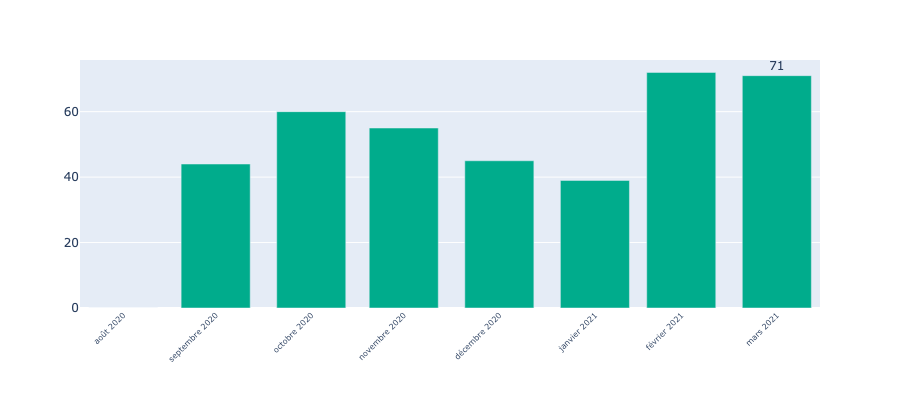 71
60
40
20
0
août 2020
septembre 2020
octobre 2020
novembre 2020
décembre 2020
janvier 2021
février 2021
mars 2021